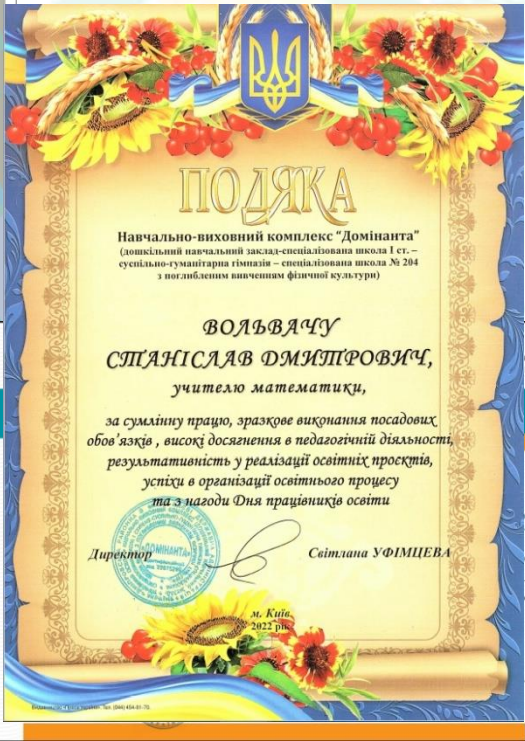 ПОДЯКА
Навчально-виховний комплекс “Домінанта”
(дошкільний навчальний заклад-спеціалізована школа І ст. –
суспільно-гуманітарна гімназія – спеціалізована школа № 204
з поглибленим вивченням фізичної культури)
ВОЛЬВАЧУ
СТАНІСЛАВ ДМИТРОВИЧ,
учителю математики,
за сумлінну працю, зразкове виконання посадових
обов'язків , високі досягнення в педагогічній діяльності,
результативність у реалізації освітніх проєктів,
успіхи в організації освітнього процесу
та з нагоди Дня працівників освіти
Директор Світлана УФІМЦЕВА
"ДОМІНАНТА"
м. Київ
2022 рік